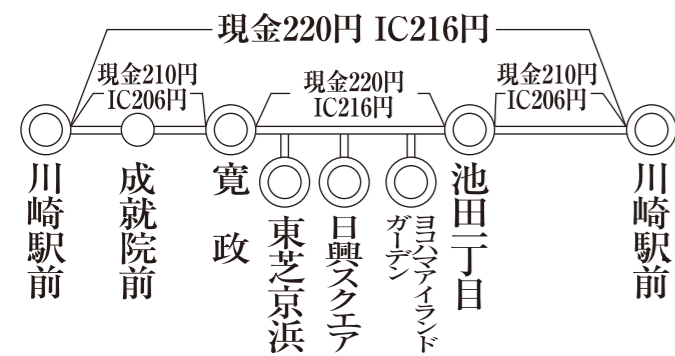 現金220円 IC216円
現金210円
IC206円
現金220円
IC216円
現金210円
IC206円
川崎駅前
成就院前
寛政
東芝京浜
日興スクエア
ヨコハマアイランド
ガーデン
池田一丁目
川崎駅前